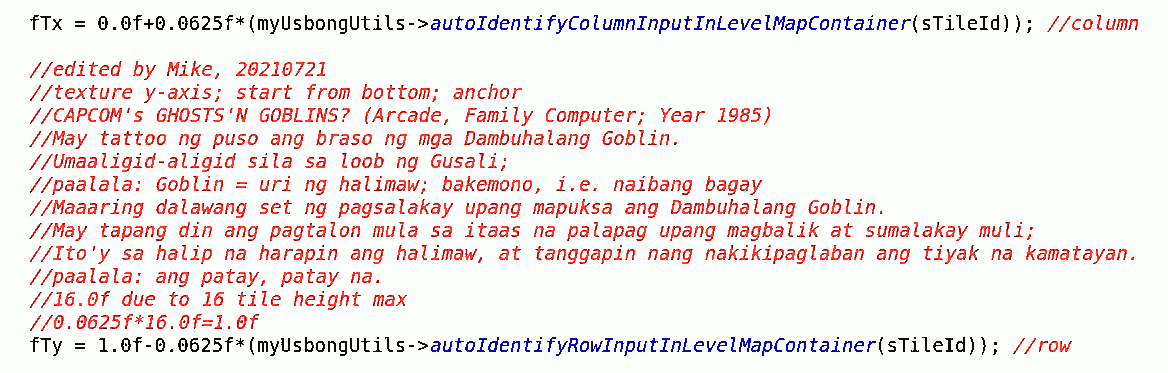 fTx = 0.0f+0.0625f*(myUsbongUtils->autoIdentifyColumnInputInLevelMapContainer(sTileId)); //column
//edited by Mike, 20210721
//texture y-axis; start from bottom; anchor
//CAPCOM's GHOSTS'N GOBLINS? (Arcade, Family Computer; Year 1985)
//May tattoo ng puso ang braso ng mga Dambuhalang Goblin.
//Umaaligid-aligid sila sa loob ng Gusali;
//paalala: Goblin = uri ng halimaw; bakemono, i.e. naibang bagay
//Maaaring dalawang set ng pagsalakay upang mapuksa ang Dambuhalang Goblin.
//May tapang din ang pagtalon mula sa itaas na palapag upang magbalik at sumalakay muli;
//Ito'y sa halip na harapin ang halimaw, at tanggapin nang nakikipaglaban ang tiyak na kamatayan.
//paalala: ang patay, patay na.
//16.0f due to 16 tile height max
//0.0625f*16.0f=1.0f
fTy = 1.0f-0.0625f*(myUsbongUtils->autoIdentifyRowInputInLevelMapContainer(sTileId)); //row